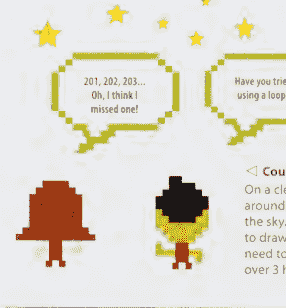 201, 202, 203...
Oh, I think I
missed one!
Have you trie
using a loop
◁ Cou
On a cle
around
the sky.
to draw
need to
over 3 h